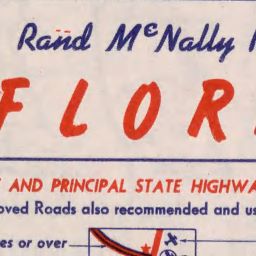 Rand McNally
FLOR
AND PRINCIPAL STATE HIGHWA
oved Roads also recommended and us
es or over